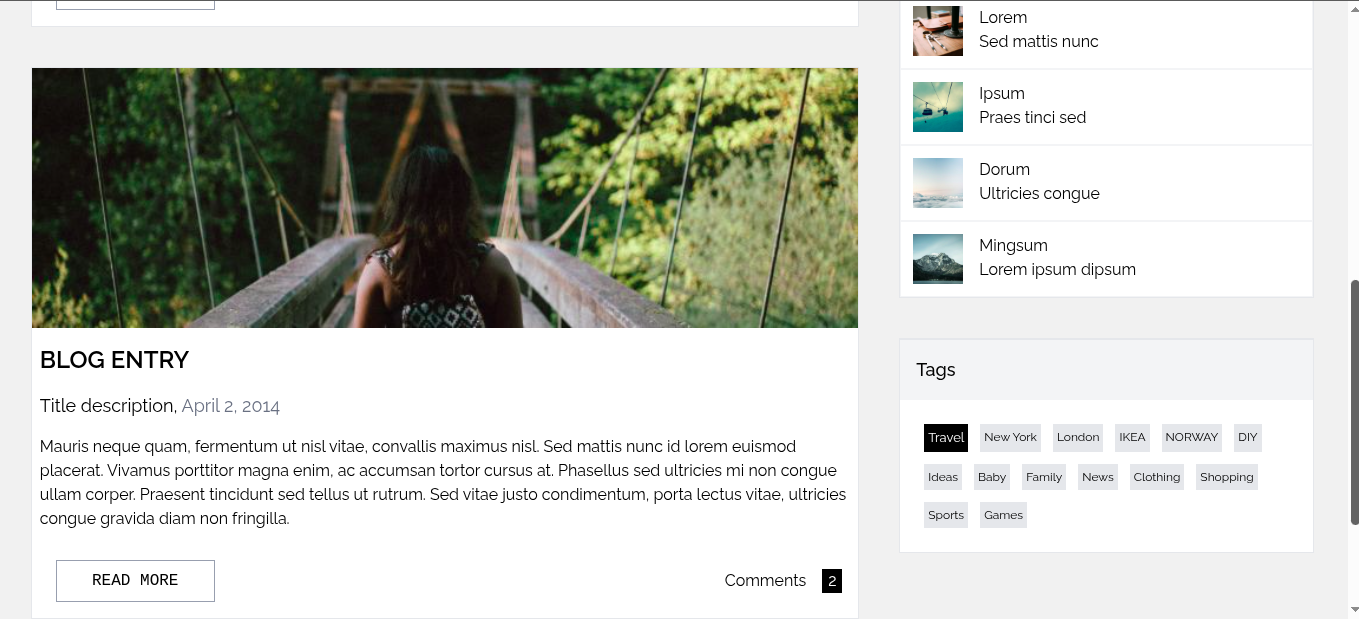 BLOG ENTRY
Title description, April 2, 2014
Mauris neque quam, fermentum ut nisl vitae, convallis maximus nisl. Sed mattis nunc id lorem euismod
placerat. Vivamus porttitor magna enim, ac accumsan tortor cursus at. Phasellus sed ultricies mi non congue
ullam corper. Praesent tincidunt sed tellus ut rutrum. Sed vitae justo condimentum, porta lectus vitae, ultricies
congue gravida diam non fringilla.
READ MORE
Comments 2
Lorem
Sed mattis nunc
Ipsum
Praes tinci sed
Dorum
Ultricies congue
Mingsum
Lorem ipsum dipsum
Tags
Travel New York London IKEA NORWAY DIY
Ideas Baby Family News Clothing Shopping
Sports Games